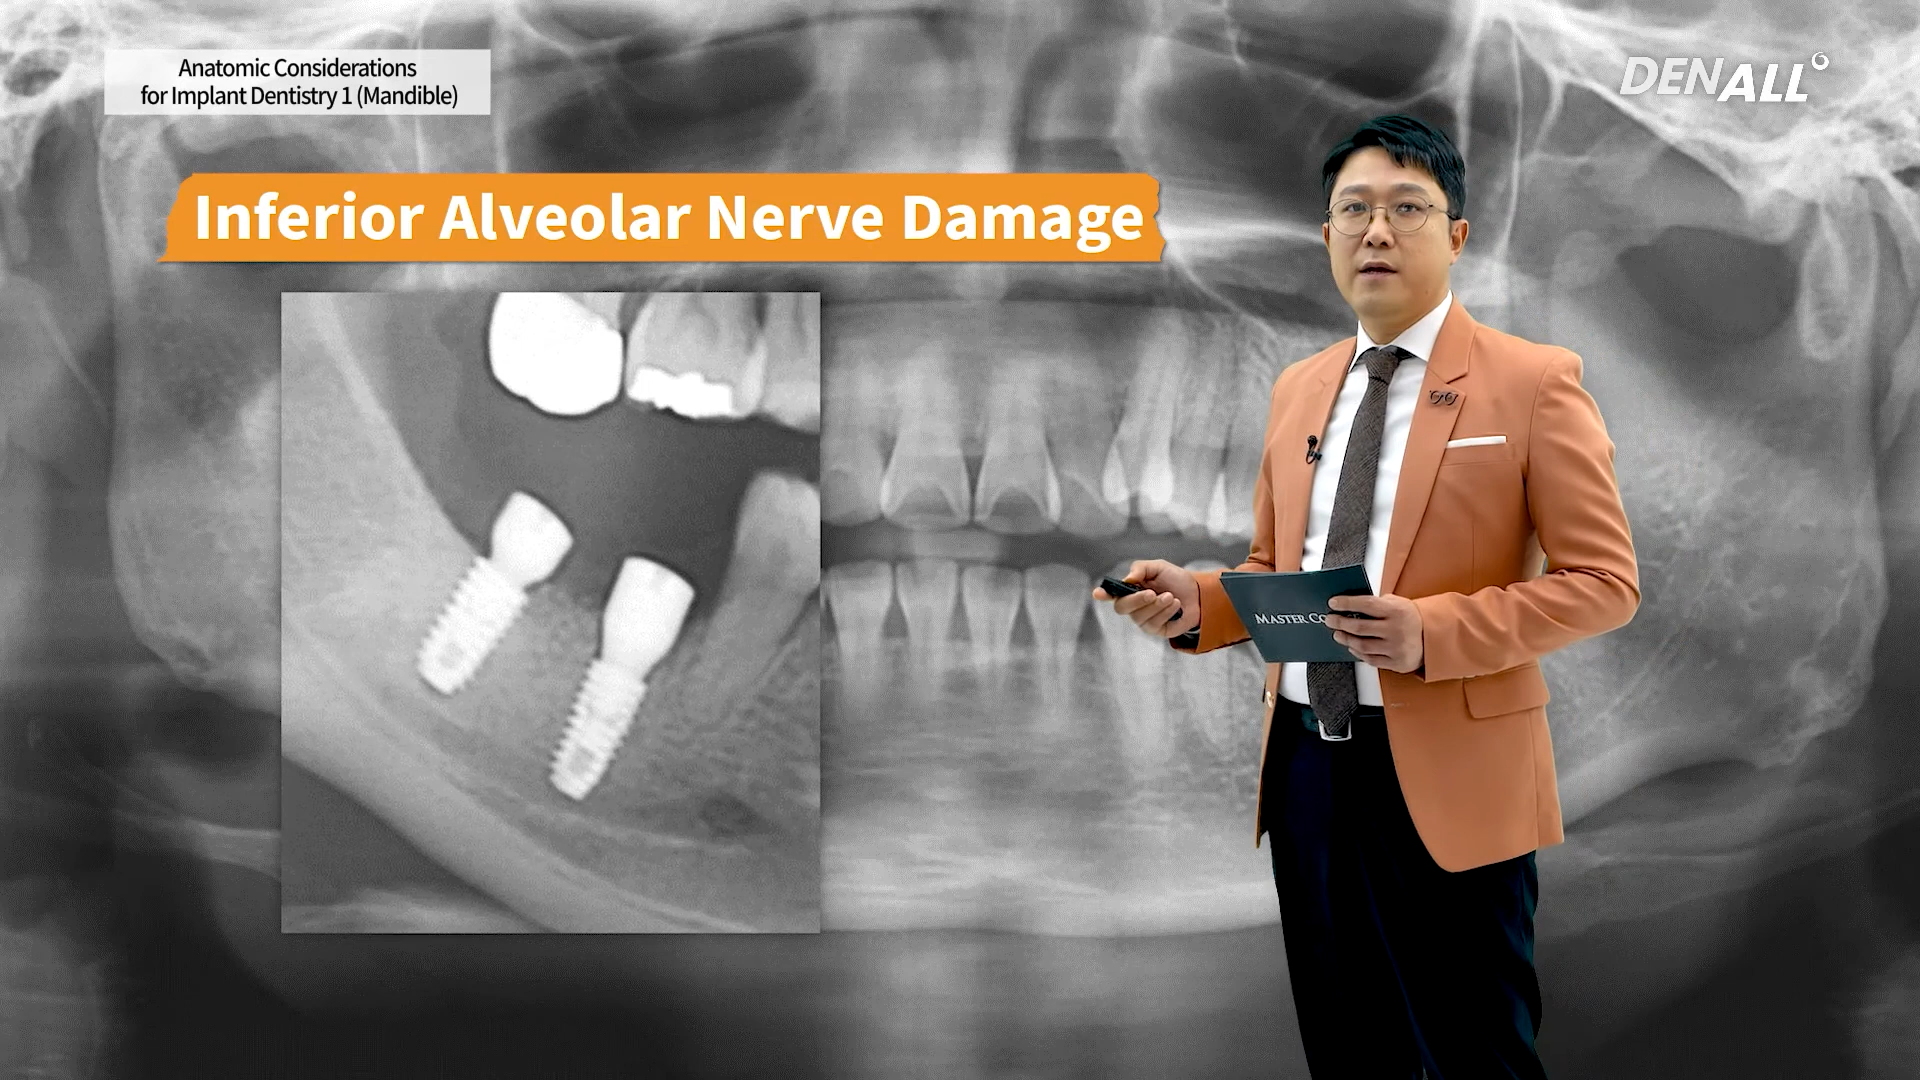 Anatomic Considerations
for Implant Dentistry 1 (Mandible)
DENALL
Inferior Alveolar Nerve Damage
MASTER CO